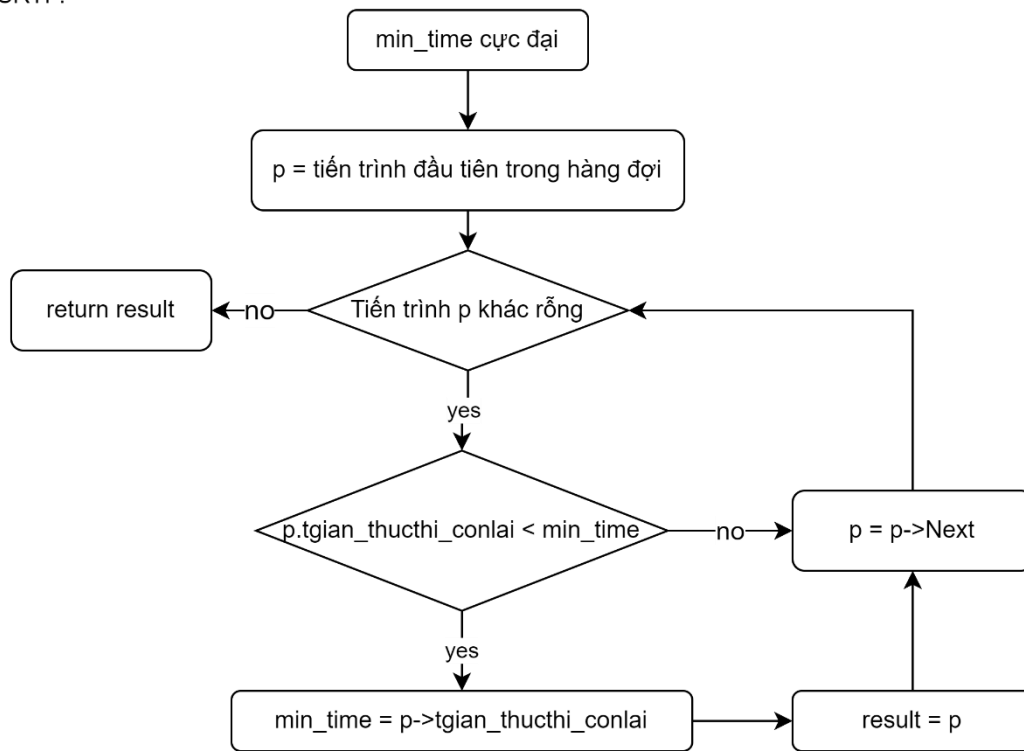 min_time cực đại
p = tiến trình đầu tiên trong hàng đợi
Tiến trình p khác rỗng
no
return result
yes
p.tgian_thucthi_conlai < min_time
no
p = p->Next
yes
min_time = p->tgian_thucthi_conlai
result = p